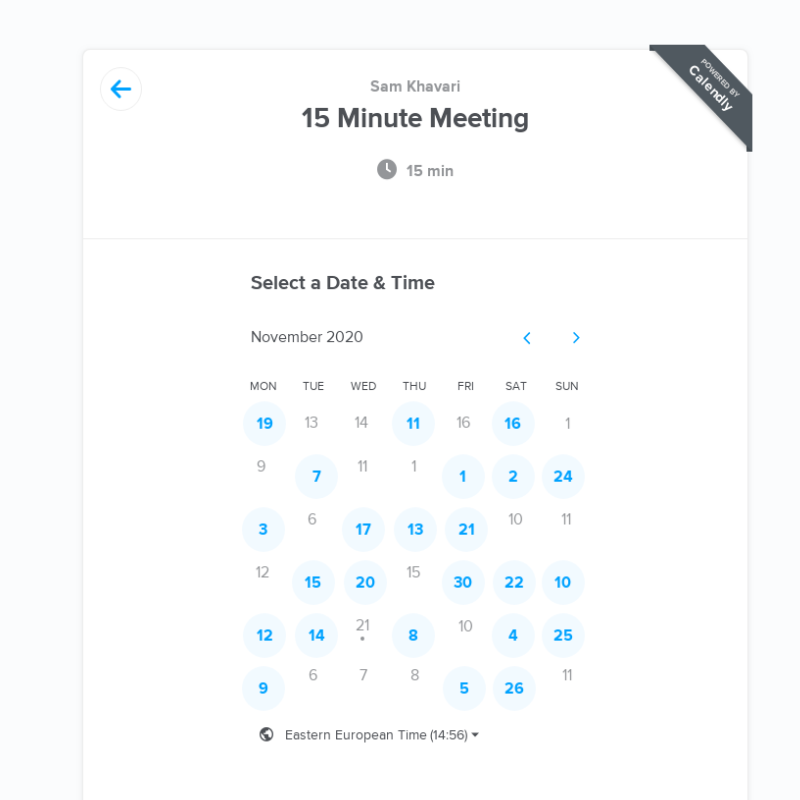 POWERED BY
Calendly
Sam Khavari
15 Minute Meeting
15 min
Select a Date & Time
November 2020
MON TUE WED THU FRI SAT SUN
19 13 14 11 16 16 1
9 7 11 1 1 2 24
3 6 17 13 21 10 11
12 15 20 15 30 22 10
12 14 21 8 10 4 25
9 6 7 8 5 26 11
Eastern European Time (14:56)